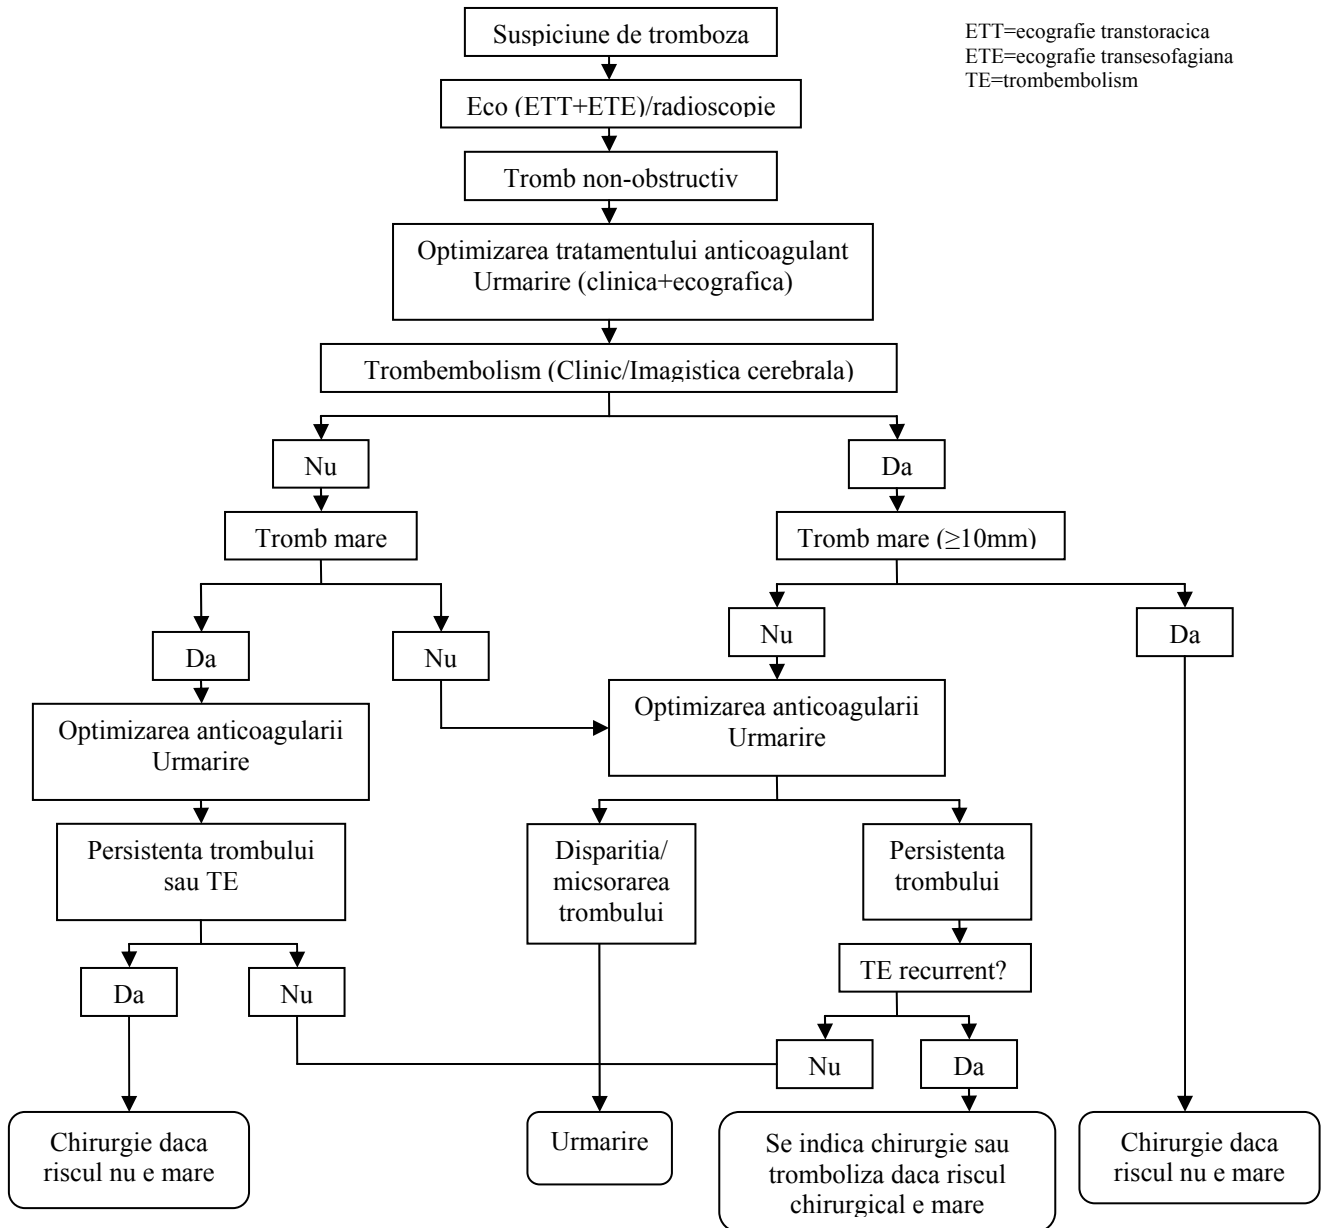 Suspiciune de tromboza
ETT=ecografie transtoracica
ETE=ecografie transesofagiana
TE=trombembolism
Eco (ETT+ETE)/radioscopie
Tromb non-obstructiv
Optimizarea tratamentului anticoagulant
Urmarire (clinica+ecografica)
Trombembolism (Clinic/Imagistica cerebrala)
Nu
Da
Tromb mare
Tromb mare (≥10mm)
Da
Nu
Nu
Da
Optimizarea anticoagularii
Urmarire
Optimizarea anticoagularii
Urmarire
Persistenta trombului
sau TE
Disparitia/
micsorarea
trombului
Persistenta
trombului
Da
Nu
TE recurrent?
Nu
Da
Chirurgie daca
riscul nu e mare
Urmarire
Se indica chirurgie sau
tromboliza daca riscul
chirurgical e mare
Chirurgie daca
riscul nu e mare